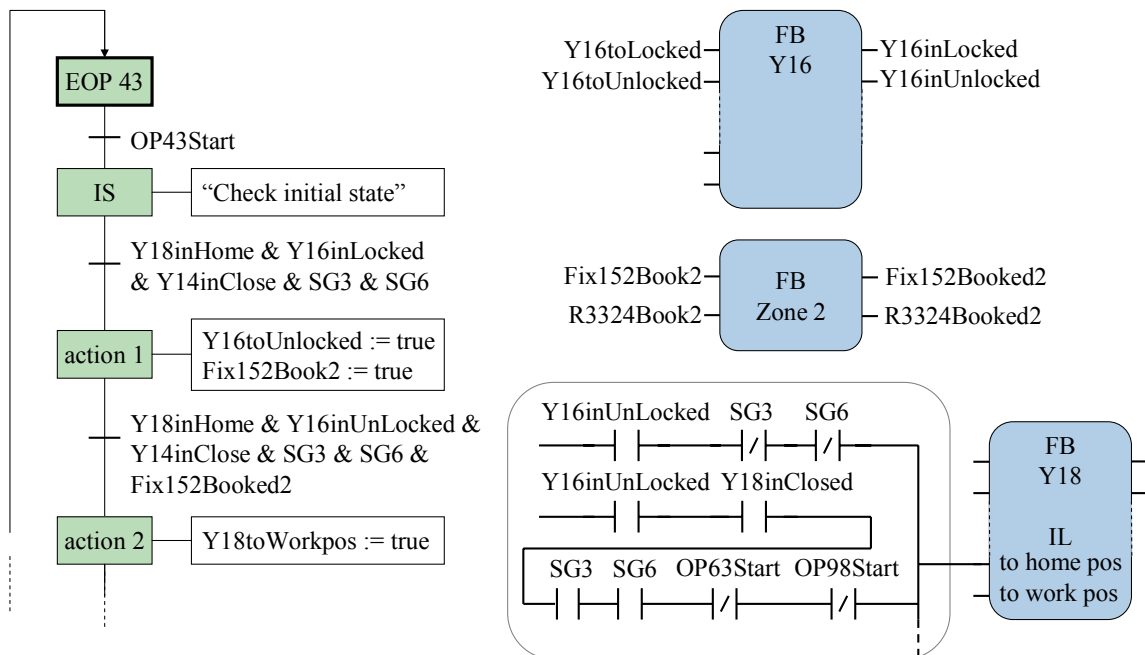 EOP 43
OP43Start
IS
“Check initial state”
Y18inHome & Y16inLocked
& Y14inClose & SG3 & SG6
action 1
Y16toUnlocked := true
Fix152Book2 := true
Y18inHome & Y16inUnLocked &
Y14inClose & SG3 & SG6 &
Fix152Booked2
action 2
Y18toWorkpos := true
Y16toLocked
Y16toUnlocked
FB
Y16
Y16inLocked
Y16inUnlocked
Fix152Book2
R3324Book2
FB
Zone 2
Fix152Booked2
R3324Booked2
Y16inUnLocked SG3 SG6
Y16inUnLocked Y18inClosed
SG3 SG6 OP63Start OP98Start
FB
Y18
IL
to home pos
to work pos